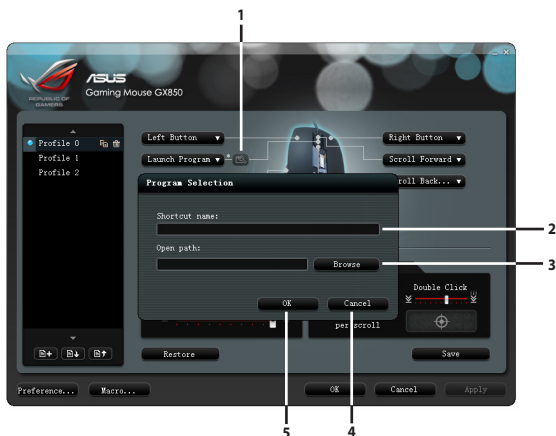 1
REPUBLIC OF
GAMERS
ASUS
Gaming Mouse GX850
Profile 0
Profile 1
Profile 2
Left Button
Launch Program
Right Button
Scroll Forward
roll Back...
Program Selection
Shortcut name:
2
Open path:
Browse
3
OK
Cancel
Double Click
per scroll
Restore
Save
Preference...
Macro...
OK
Cancel
Apply
5
4